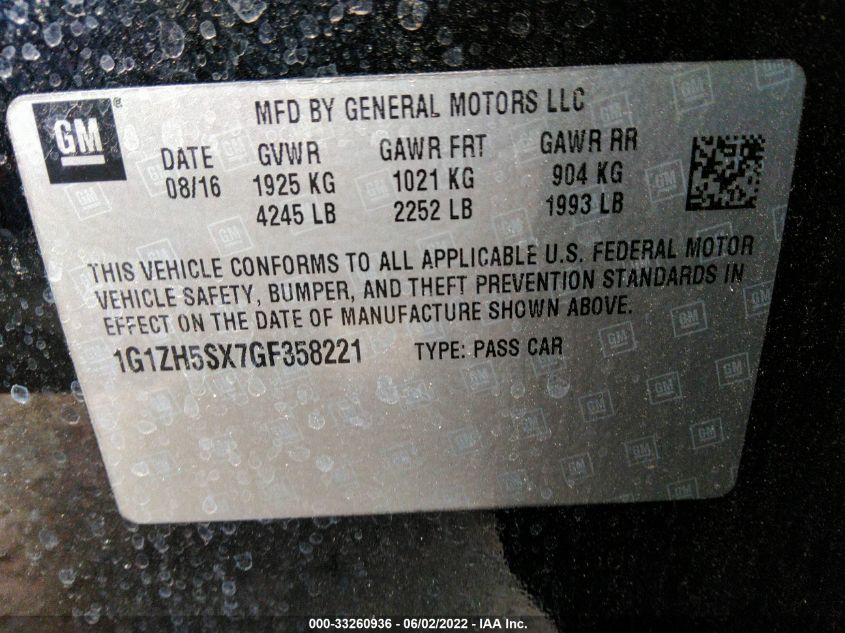 GM ®
MFD BY GENERAL MOTORS LLC
DATE GVWR GAWR FRT GAWR RR
08/16 1925 KG 1021 KG 904 KG
4245 LB 2252 LB 1993 LB
THIS VEHICLE CONFORMS TO ALL APPLICABLE U.S. FEDERAL MOTOR
VEHICLE SAFETY, BUMPER, AND THEFT PREVENTION STANDARDS IN
EFFECT ON THE DATE OF MANUFACTURE SHOWN ABOVE.
1G1ZH5SX7GF358221 TYPE: PASS CAR
000-33260936 - 06/02/2022 - IAA Inc.